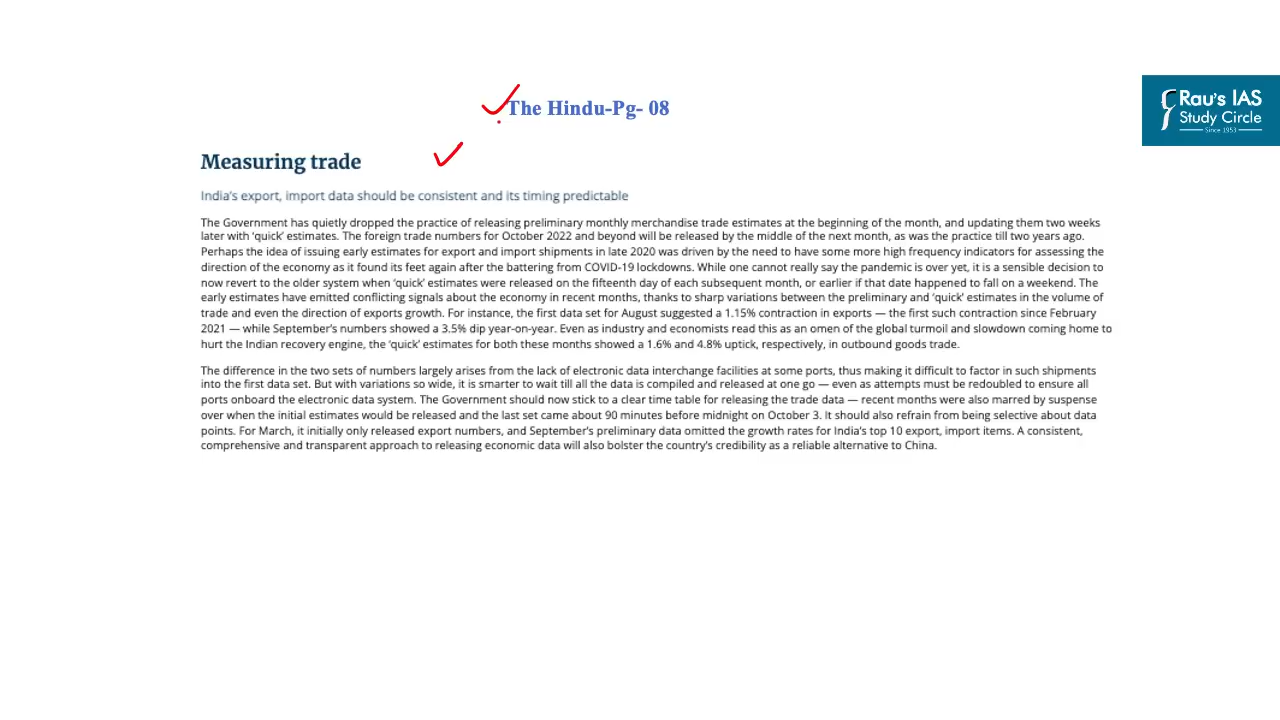 The Hindu-Pg- 08
Rau's IAS
Study Circle
Since 1953
Measuring trade
India's export, import data should be consistent and its timing predictable
The Government has quietly dropped the practice of releasing preliminary monthly merchandise trade estimates at the beginning of the month, and updating them two weeks
later with 'quick' estimates. The foreign trade numbers for October 2022 and beyond will be released by the middle of the next month, as was the practice till two years ago.
Perhaps the idea of issuing early estimates for export and import shipments in late 2020 was driven by the need to have some more high frequency indicators for assessing the
direction of the economy as it found its feet again after the battering from COVID-19 lockdowns. While one cannot really say the pandemic is over yet, it is a sensible decision to
now revert to the older system when 'quick' estimates were released on the fifteenth day of each subsequent month, or earlier if that date happened to fall on a weekend. The
early estimates have emitted conflicting signals about the economy in recent months, thanks to sharp variations between the preliminary and 'quick' estimates in the volume of
trade and even the direction of exports growth. For instance, the first data set for August suggested a 1.15% contraction in exports — the first such contraction since February
2021 — while September's numbers showed a 3.5% dip year-on-year. Even as industry and economists read this as an omen of the global turmoil and slowdown coming home to
hurt the Indian recovery engine, the 'quick' estimates for both these months showed a 1.6% and 4.8% uptick, respectively, in outbound goods trade.
The difference in the two sets of numbers largely arises from the lack of electronic data interchange facilities at some ports, thus making it difficult to factor in such shipments
into the first data set. But with variations so wide, it is smarter to wait till all the data is compiled and released at one go — even as attempts must be redoubled to ensure all
ports onboard the electronic data system. The Government should now stick to a clear time table for releasing the trade data — recent months were also marred by suspense
over when the initial estimates would be released and the last set came about 90 minutes before midnight on October 3. It should also refrain from being selective about data
points. For March, it initially only released export numbers, and September's preliminary data omitted the growth rates for India's top 10 export, import items. A consistent,
comprehensive and transparent approach to releasing economic data will also bolster the country's credibility as a reliable alternative to China.